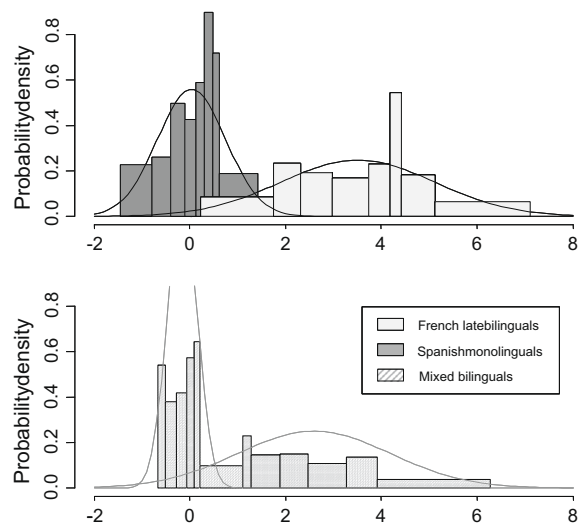 Probabilitydensity
0.8
0.6
0.4
0.2
0.0
-2 0 2 4 6 8
Probabilitydensity
0.8
0.6
0.4
0.2
0.0
French latebilinguals
Spanishmonolinguals
Mixed bilinguals
-2 0 2 4 6 8